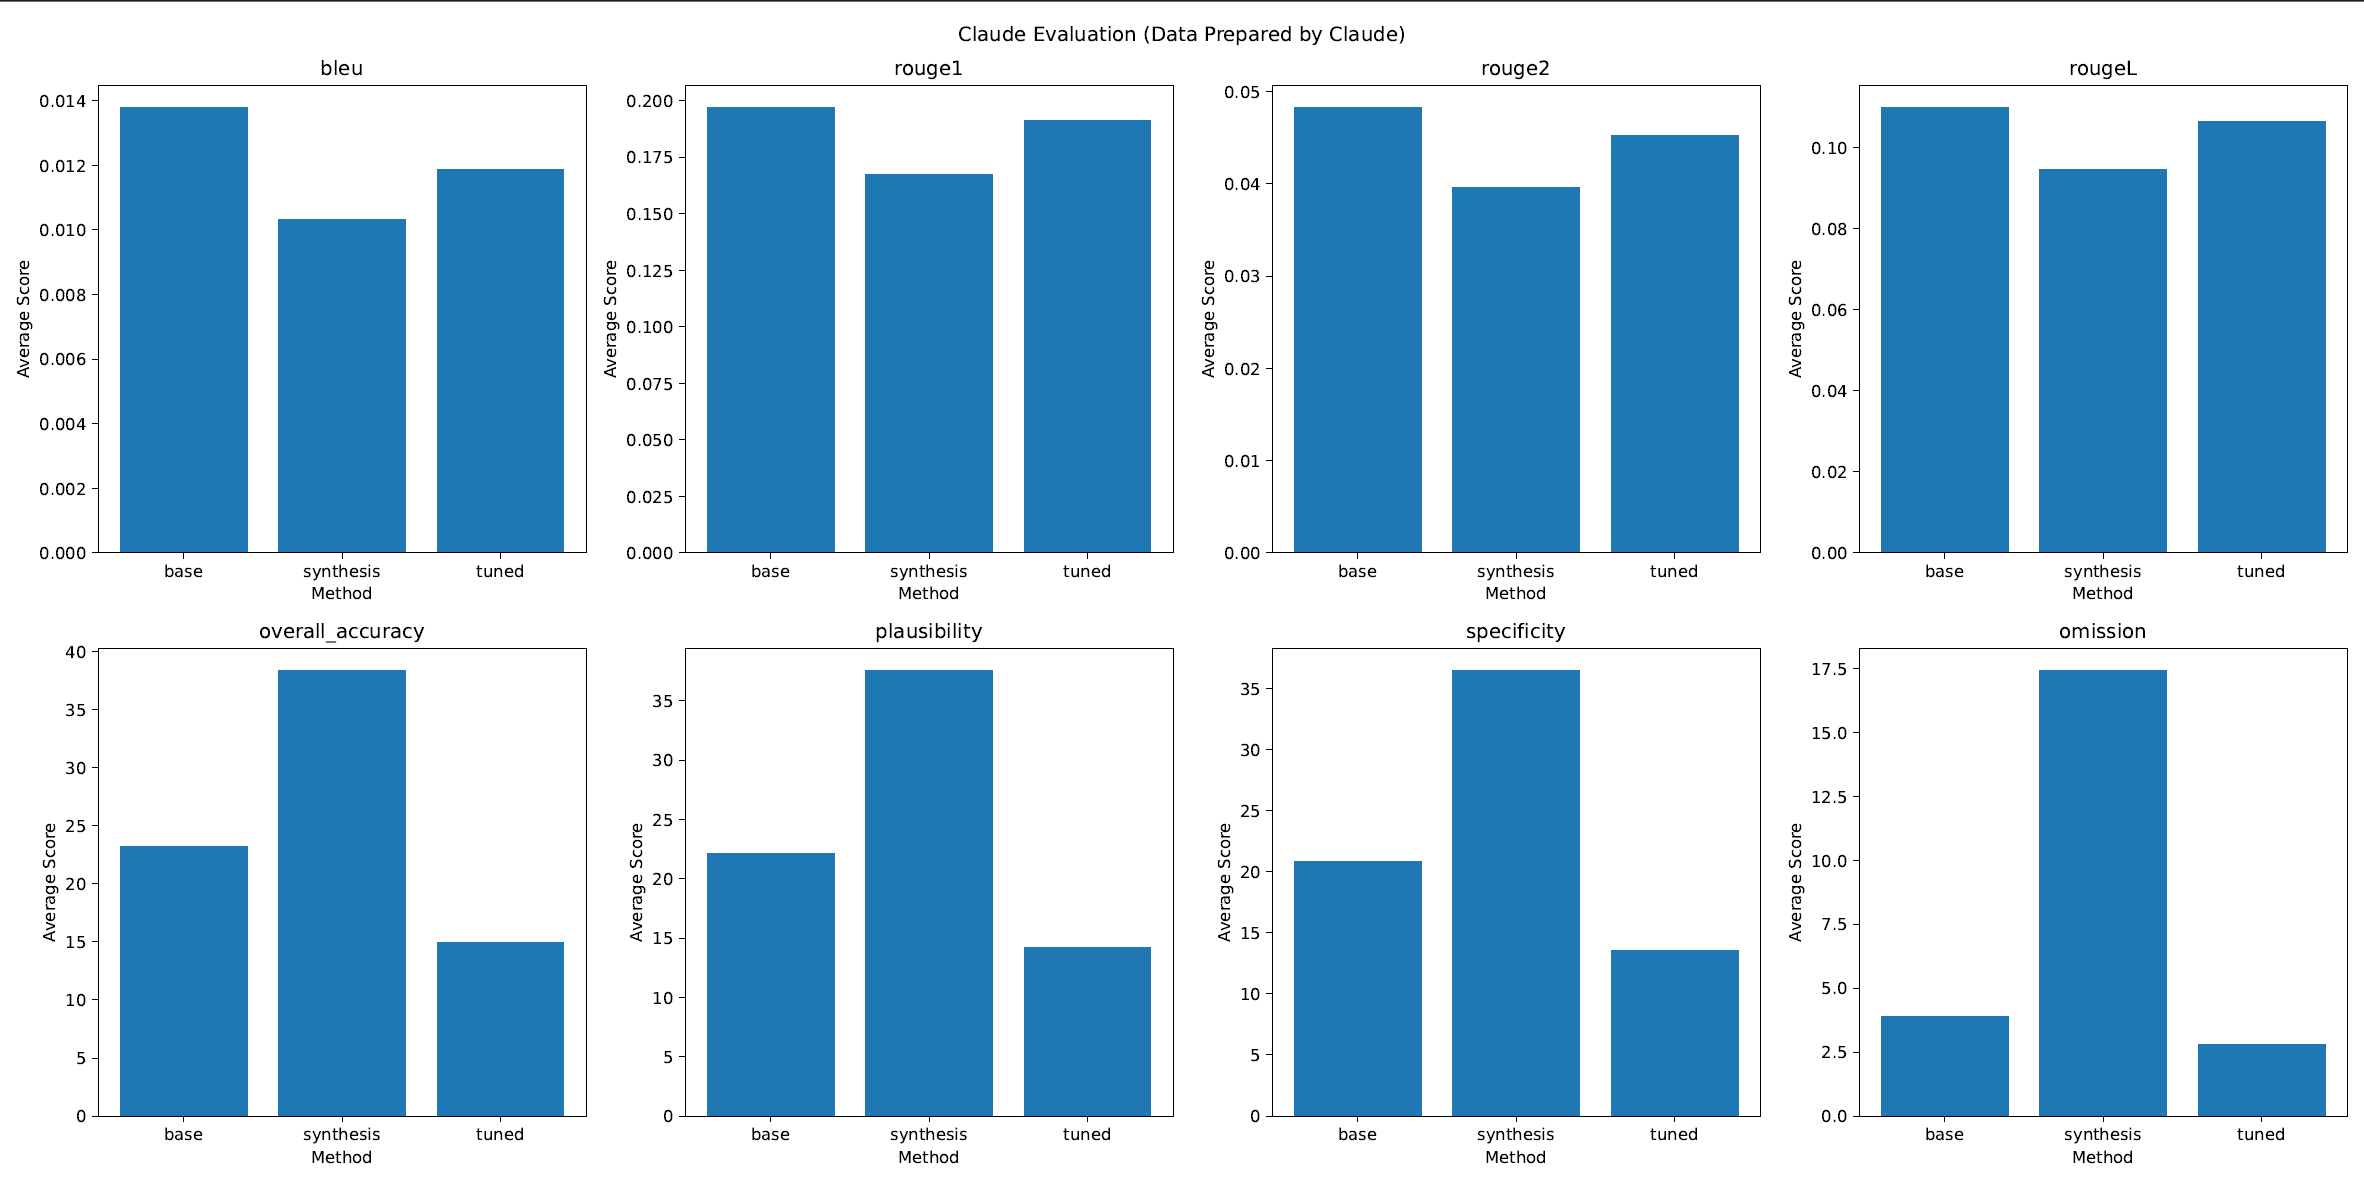 Claude Evaluation (Data Prepared by Claude)
bleu
0.014
0.012
0.010
0.008
0.006
0.004
0.002
0.000
Average Score
base synthesis tuned
Method
rouge1
0.200
0.175
0.150
0.125
0.100
0.075
0.050
0.025
0.000
Average Score
base synthesis tuned
Method
rouge2
0.05
0.04
0.03
0.02
0.01
0.00
Average Score
base synthesis tuned
Method
rougeL
0.10
0.08
0.06
0.04
0.02
0.00
Average Score
base synthesis tuned
Method
overall_accuracy
40
35
30
25
20
15
10
5
0
Average Score
base synthesis tuned
Method
plausibility
35
30
25
20
15
10
5
0
Average Score
base synthesis tuned
Method
specificity
35
30
25
20
15
10
5
0
Average Score
base synthesis tuned
Method
omission
17.5
15.0
12.5
10.0
7.5
5.0
2.5
0.0
Average Score
base synthesis tuned
Method